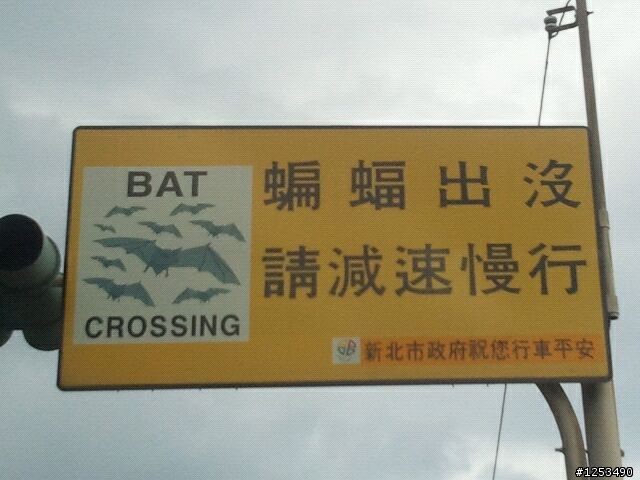 BAT
CROSSING
蝙蝠出沒
請減速慢行
新北市政府祝您行車平安
#1253490